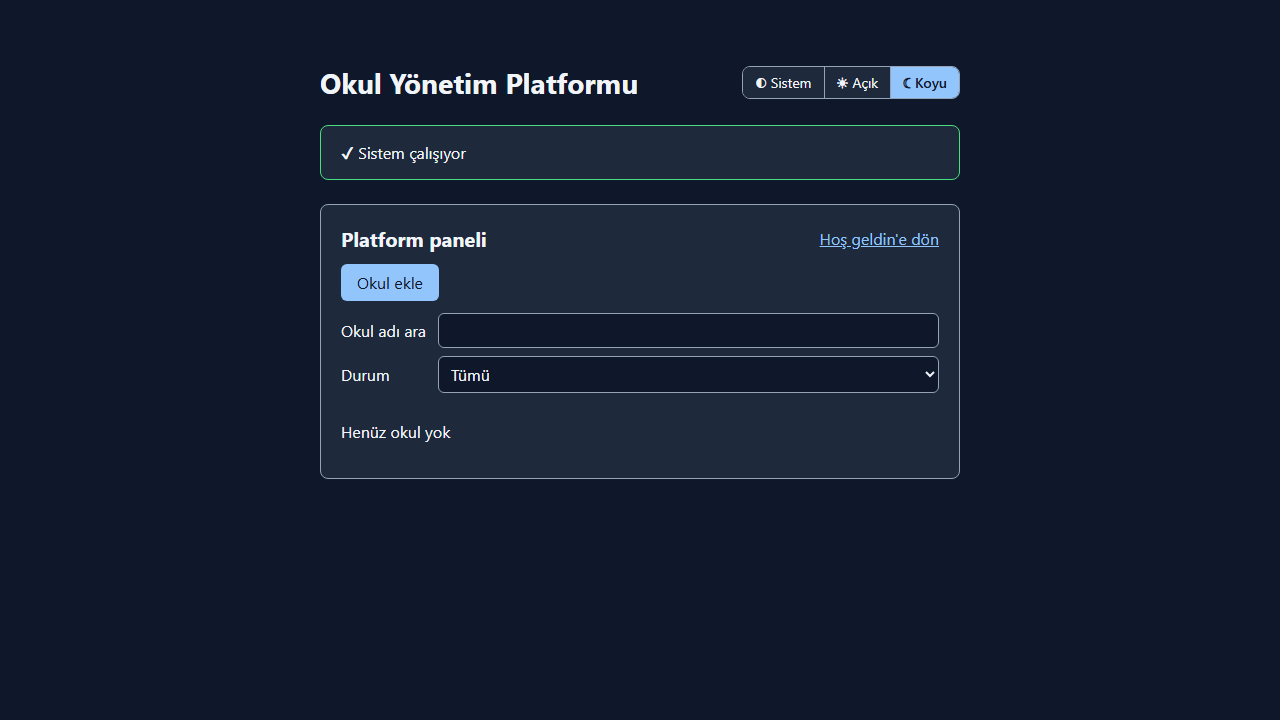 Okul Yönetim Platformu
◐ Sistem ☀ Açık ☾ Koyu
✔ Sistem çalışıyor
Platform paneli
Hoş geldin'e dön
Okul ekle
Okul adı ara
Durum Tümü
Henüz okul yok